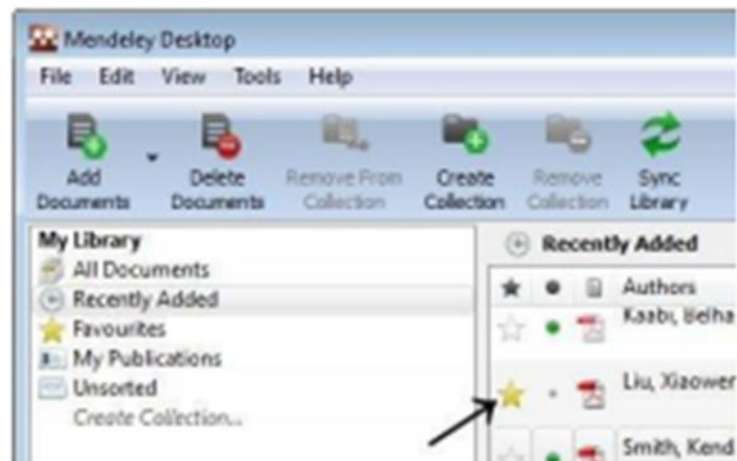 Mendeley Desktop
File Edit View Tools Help
Add Documents
Delete Documents
Remove From Collection
Create Collection
Remove Collection
Sync Library
My Library
All Documents
Recently Added
Favourites
My Publications
Unsorted
Create Collection...
Recently Added
Authors
Kaabi, Belha
Liu, Xiaower
Smith, Kend